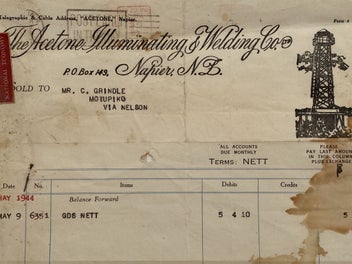 Telegraphic & Cable Address, "ACETONE," Napier.
The Acetone Illuminating & Welding Co.
P.O. Box 143, Napier, N.Z.
SOLD TO
MR. C. GRINDLE
MOTUPIKO
VIA NELSON
ALL ACCOUNTS
DUE MONTHLY
TERMS: NETT
PLEASE
PAY LAST AMOUNT
IN THIS COLUMN
PLUS EXCHANGE
Date No. Items Debits Credits
MAY 1944 Balance Forward
MAY 9 6351 GDS NETT 5 4 10 5